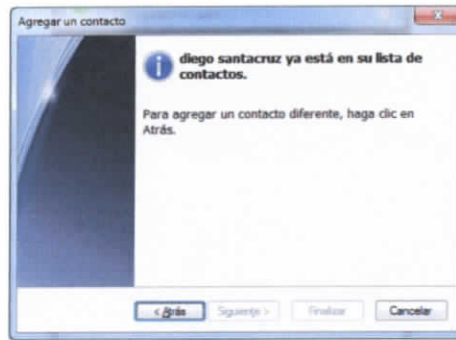 Agregar un contacto
diego santacruz ya está en su lista de
contactos.
Para agregar un contacto diferente, haga clic en
Atrás.
< Atrás
Siguiente >
Finalizar
Cancelar